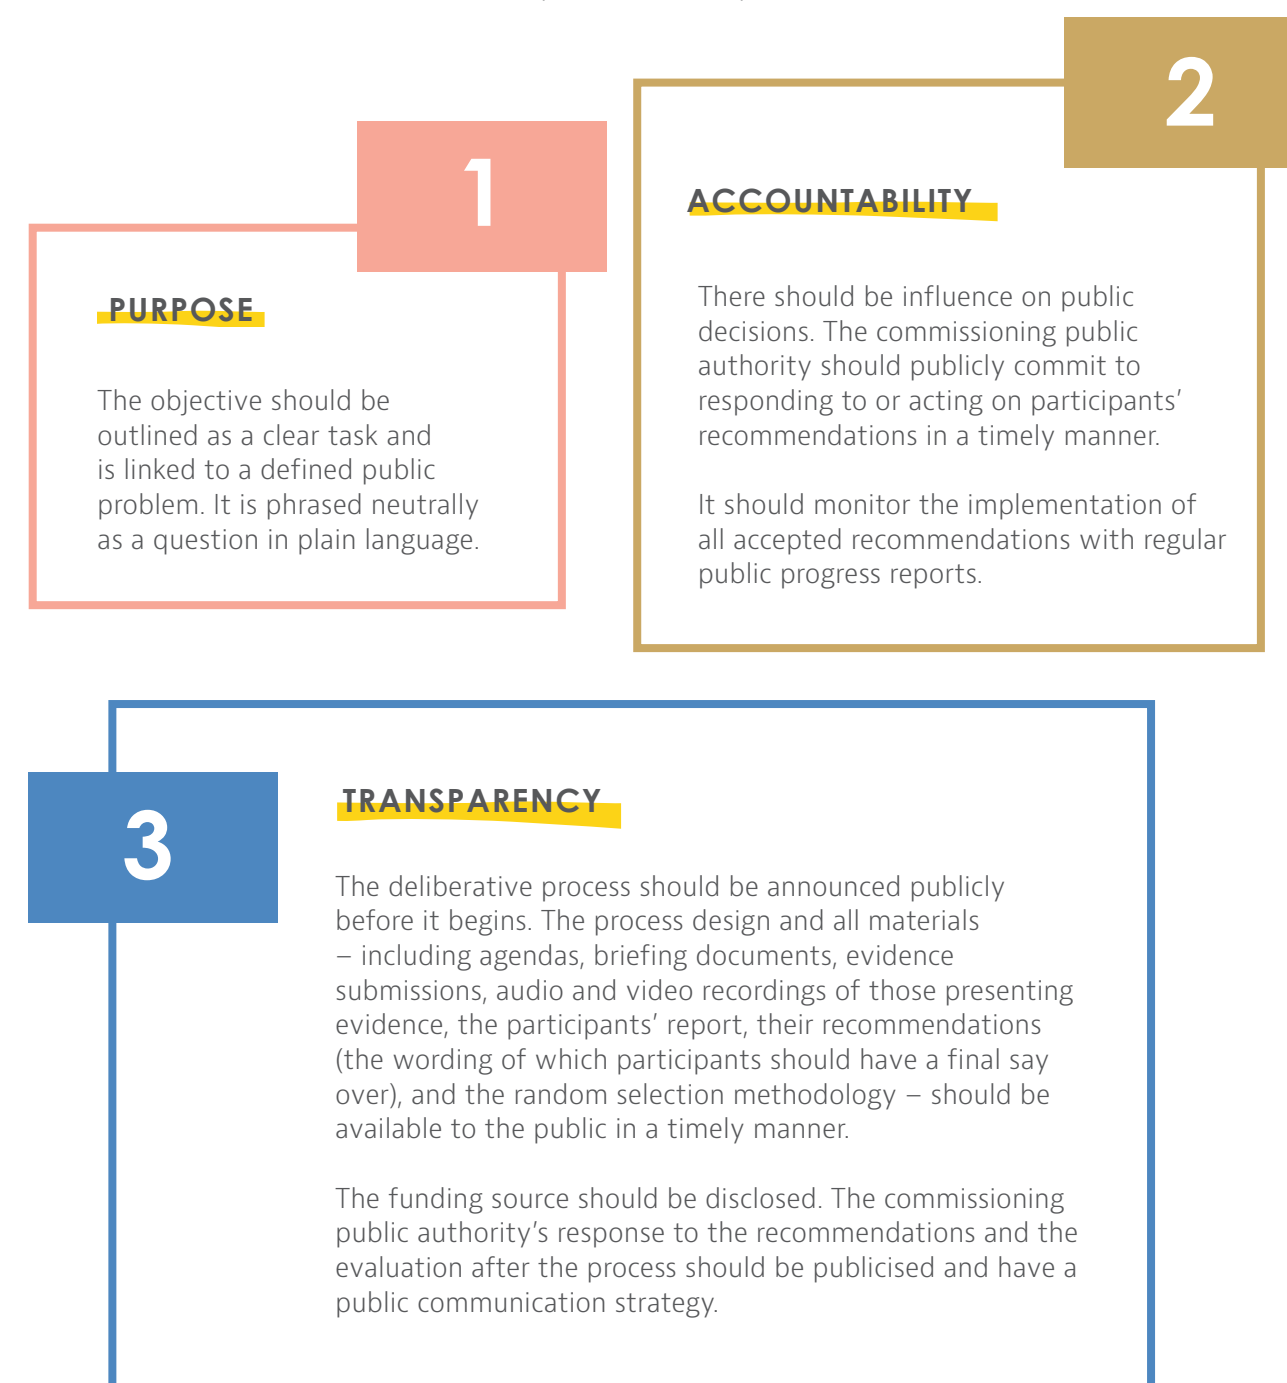 1
PURPOSE
The objective should be
outlined as a clear task and
is linked to a defined public
problem. It is phrased neutrally
as a question in plain language.
2
ACCOUNTABILITY
There should be influence on public
decisions. The commissioning public
authority should publicly commit to
responding to or acting on participants’
recommendations in a timely manner.
It should monitor the implementation of
all accepted recommendations with regular
public progress reports.
3
TRANSPARENCY
The deliberative process should be announced publicly
before it begins. The process design and all materials
– including agendas, briefing documents, evidence
submissions, audio and video recordings of those presenting
evidence, the participants’ report, their recommendations
(the wording of which participants should have a final say
over), and the random selection methodology – should be
available to the public in a timely manner.
The funding source should be disclosed. The commissioning
public authority’s response to the recommendations and the
evaluation after the process should be publicised and have a
public communication strategy.